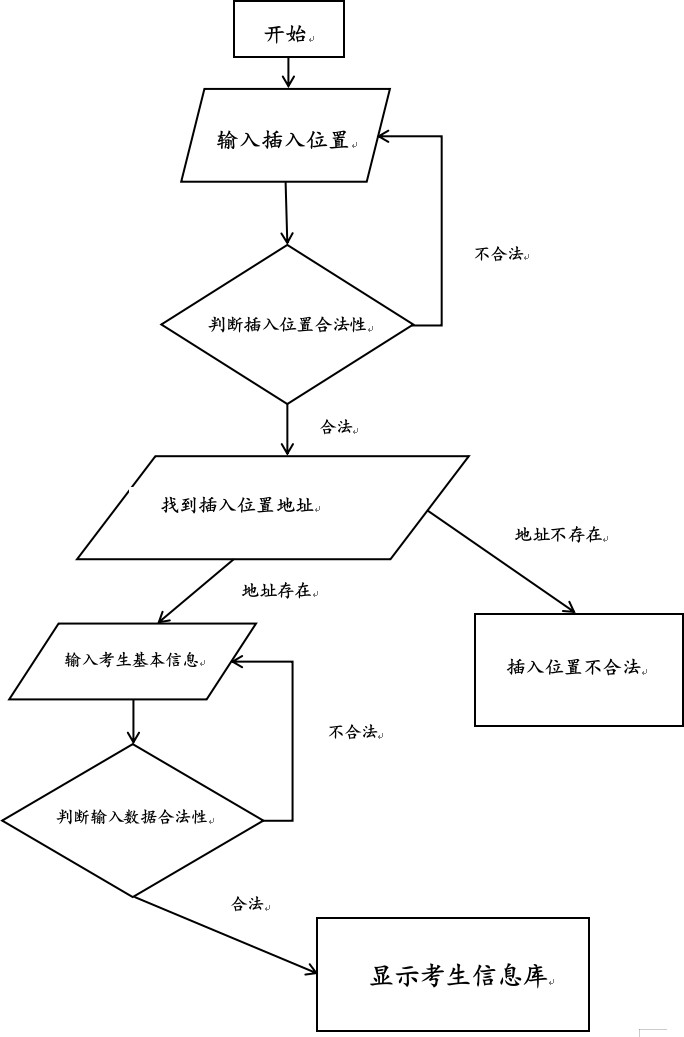 开始
输入插入位置
不合法
判断插入位置合法性
合法
找到插入位置地址
地址不存在
地址存在
输入考生基本信息
插入位置不合法
不合法
判断输入数据合法性
合法
显示考生信息库